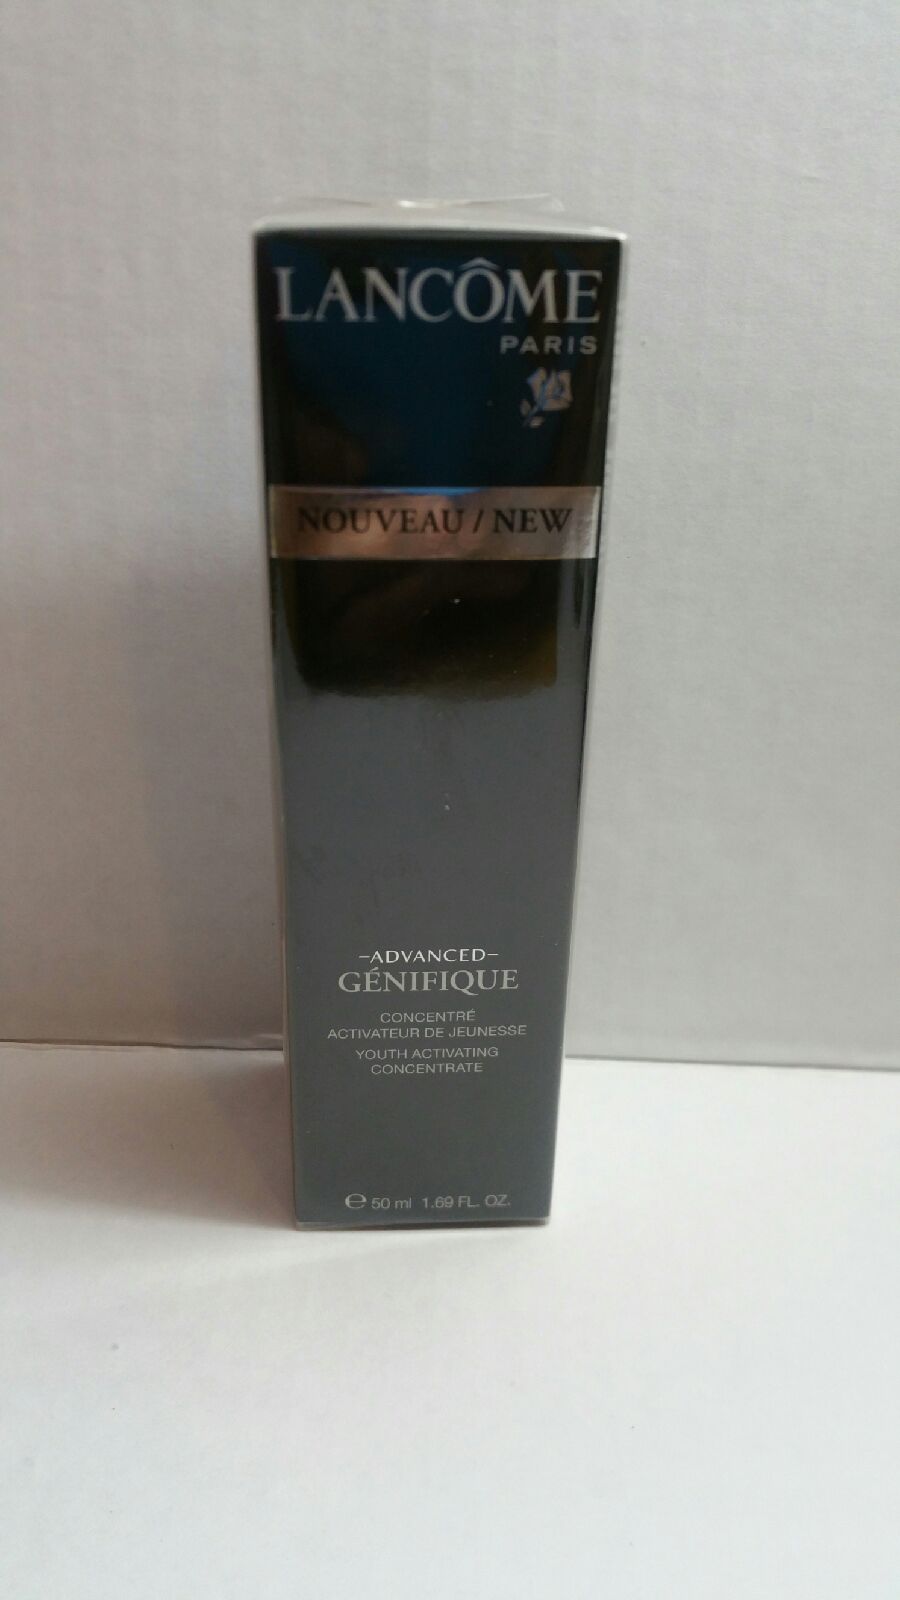 LANCÔME
PARIS
NOUVEAU / NEW
-ADVANCED-
GÉNIFIQUE
CONCENTRÉ
ACTIVATEUR DE JEUNESSE
YOUTH ACTIVATING
CONCENTRATE
℮ 50 ml 1.69 FL. OZ.